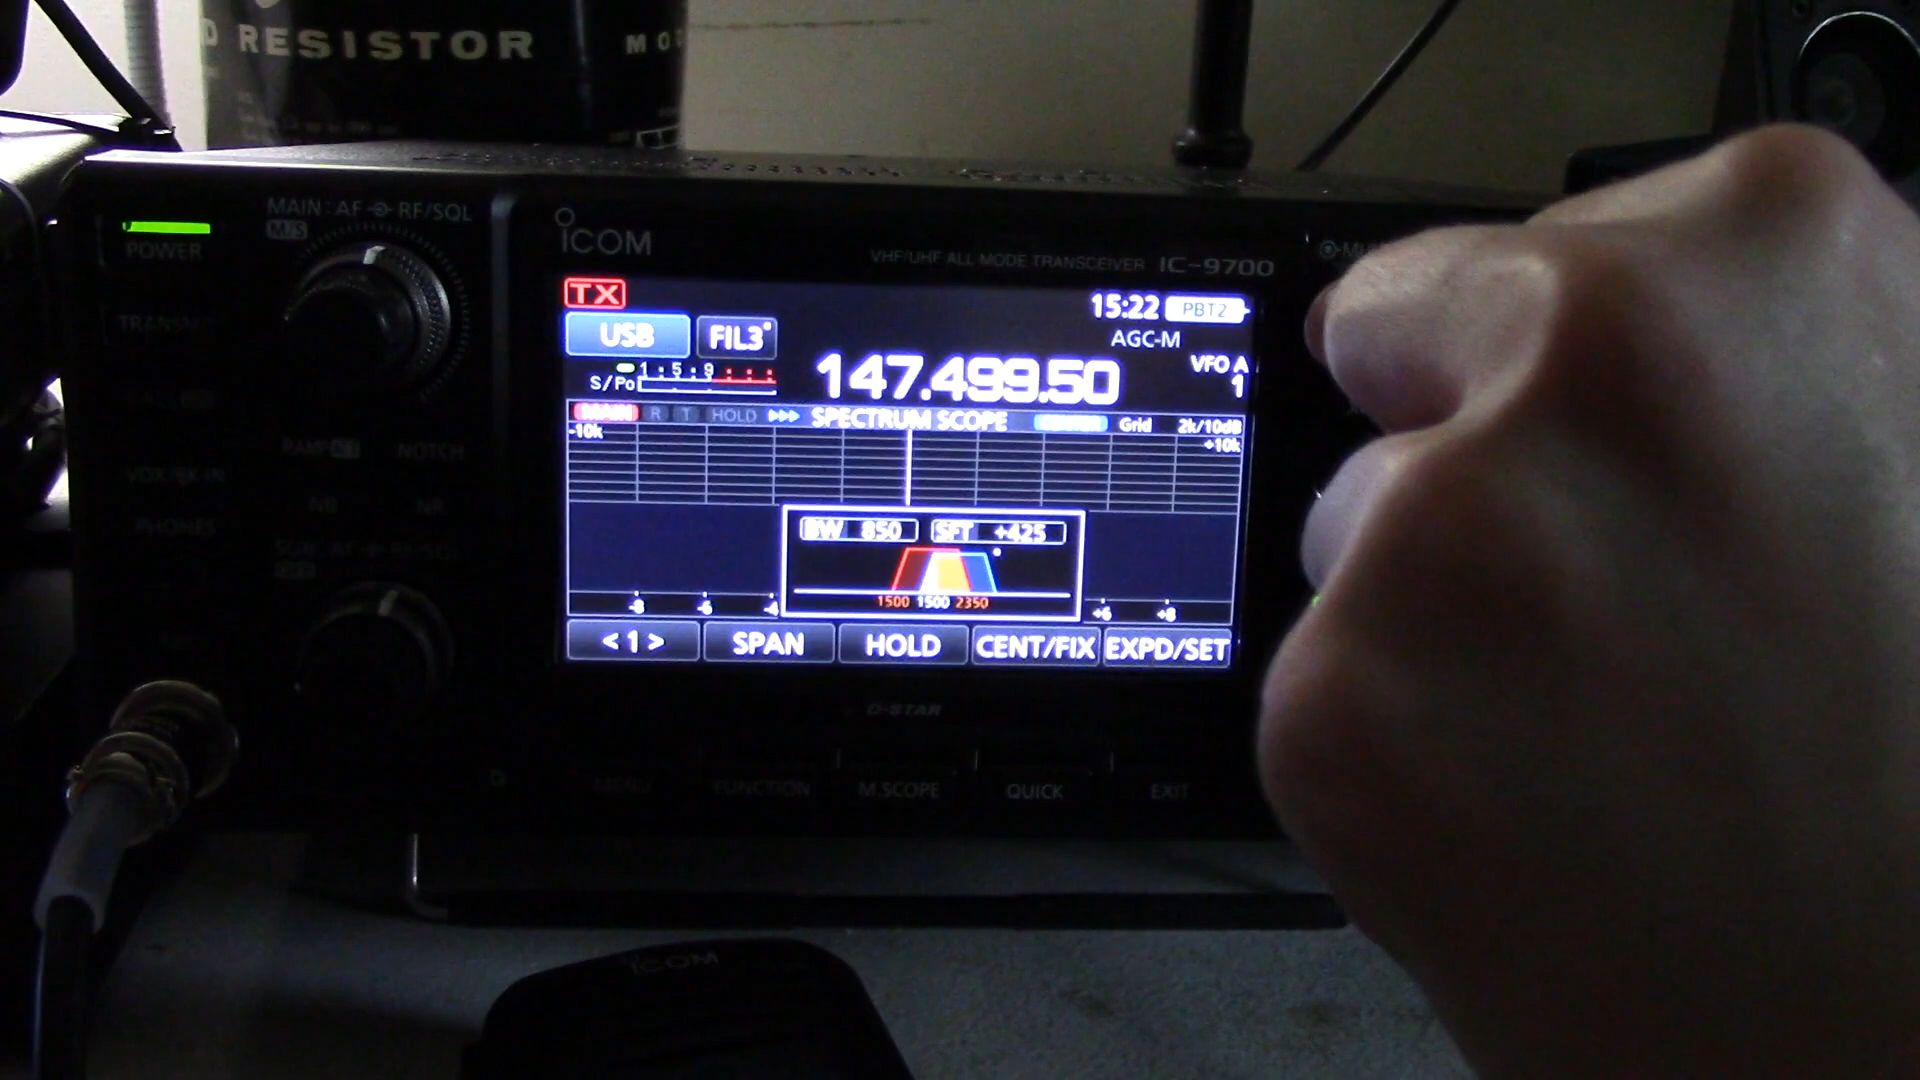 D RESISTOR MOD
MAIN: AF RF/SQL
M/S
POWER
ICOM
VHF/UHF ALL MODE TRANSCEIVER IC-9700
TX
15:22 PBT2
USB FIL3
AGC-M
147.499.50
VFO A
1
1 : 5 : 9
S/Po
MAIN R T HOLD SPECTRUM SCOPE CENTER Grid 2k/10dB
-10k
+10k
BW 850 SFT +425
1500 1500 2350
-8 -6 -4 +6 +8
<1> SPAN HOLD CENT/FIX EXPD/SET
TRANSMIT
P.AMP ATT NOTCH
VOX/BK-IN
NB NR
PHONES
SUB: AF RF/SQL
D-STAR
MENU FUNCTION M.SCOPE QUICK EXIT
ICOM